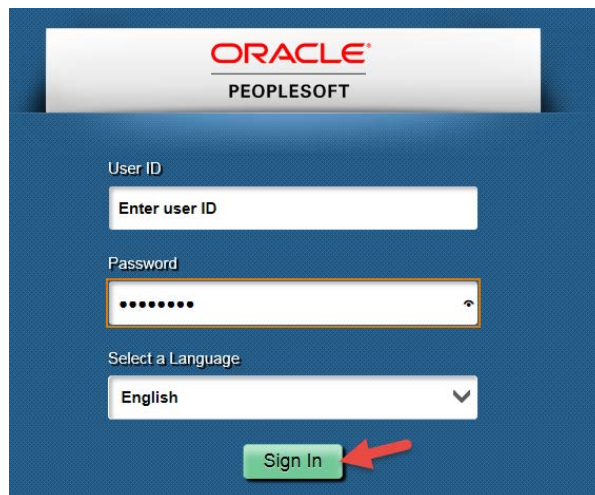 ORACLE
PEOPLESOFT
User ID
Enter user ID
Password
••••••••
Select a Language
English
Sign In